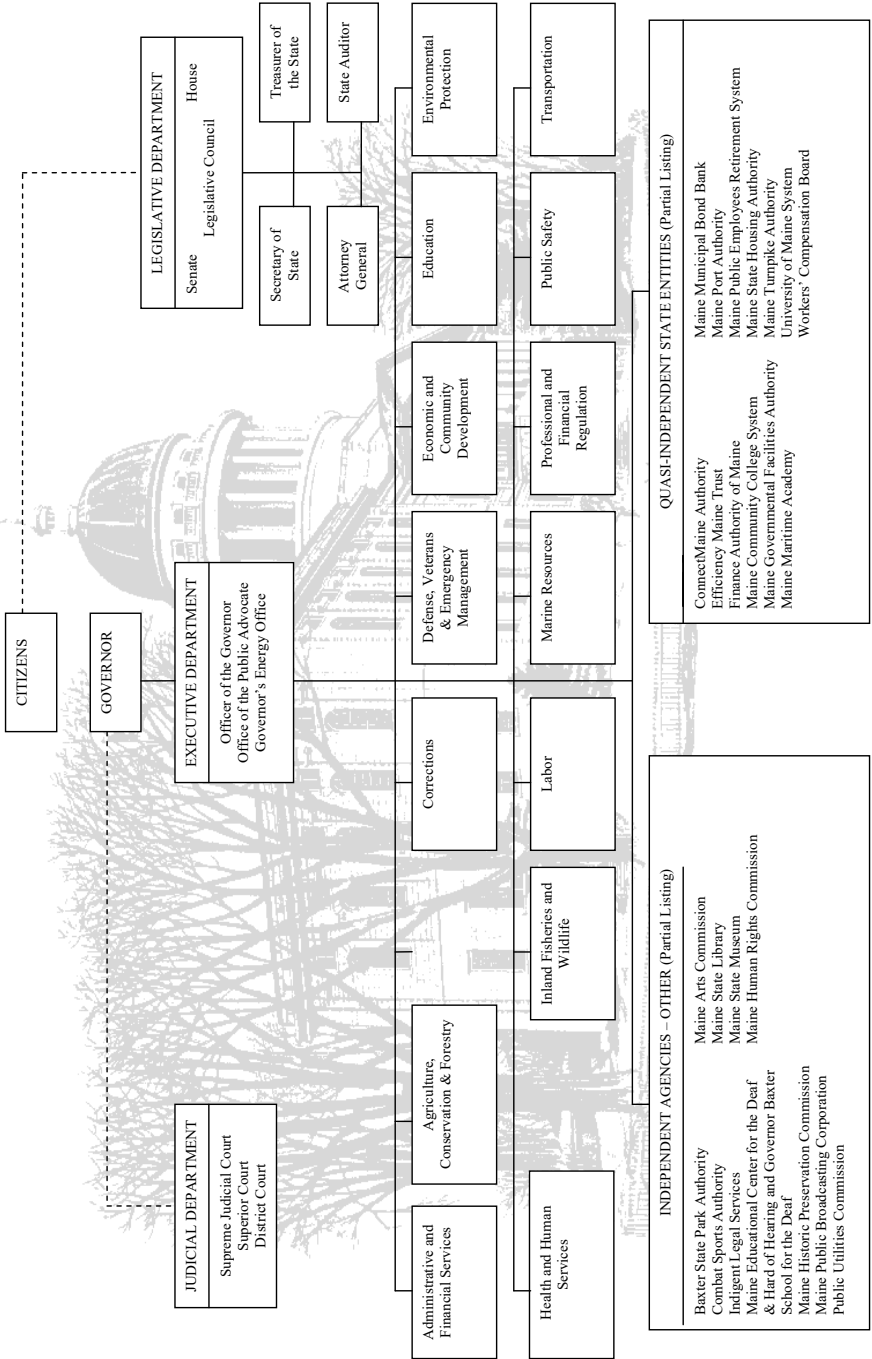 CITIZENS
GOVERNOR
JUDICIAL DEPARTMENT
Supreme Judicial Court
Superior Court
District Court
EXECUTIVE DEPARTMENT
Officer of the Governor
Office of the Public Advocate
Governor's Energy Office
LEGISLATIVE DEPARTMENT
Senate House
Legislative Council
Secretary of
State
Treasurer of
the State
Attorney
General
State Auditor
Administrative and
Financial Services
Agriculture,
Conservation & Forestry
Corrections
Defense, Veterans
& Emergency
Management
Economic and
Community
Development
Education
Environmental
Protection
Health and Human
Services
Inland Fisheries and
Wildlife
Labor
Marine Resources
Professional and
Financial
Regulation
Public Safety
Transportation
INDEPENDENT AGENCIES – OTHER (Partial Listing)
Baxter State Park Authority
Combat Sports Authority
Indigent Legal Services
Maine Educational Center for the Deaf
& Hard of Hearing and Governor Baxter
School for the Deaf
Maine Historic Preservation Commission
Maine Public Broadcasting Corporation
Public Utilities Commission
Maine Arts Commission
Maine State Library
Maine State Museum
Maine Human Rights Commission
QUASI-INDEPENDENT STATE ENTITIES (Partial Listing)
ConnectMaine Authority
Efficiency Maine Trust
Finance Authority of Maine
Maine Community College System
Maine Governmental Facilities Authority
Maine Maritime Academy
Maine Municipal Bond Bank
Maine Port Authority
Maine Public Employees Retirement System
Maine State Housing Authority
Maine Turnpike Authority
University of Maine System
Workers' Compensation Board